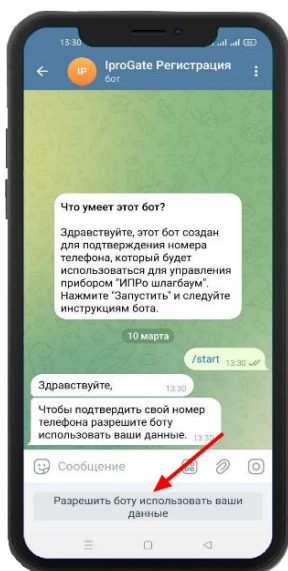 13:30
IP
IproGate Регистрация
бот
Что умеет этот бот?
Здравствуйте, этот бот создан
для подтверждения номера
телефона, который будет
использоваться для управления
прибором "ИПРо шлагбаум".
Нажмите "Запустить" и следуйте
инструкциям бота.
10 марта
/start 13:30
Здравствуйте, 13:30
Чтобы подтвердить свой номер
телефона разрешите боту
использовать ваши данные. 13:30
Сообщение
Разрешить боту использовать ваши
данные